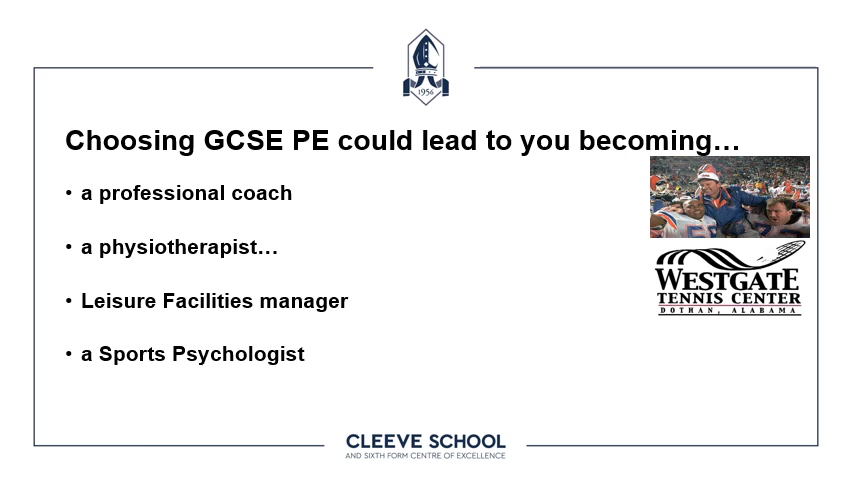 1956
Choosing GCSE PE could lead to you becoming…
• a professional coach
• a physiotherapist…
• Leisure Facilities manager
• a Sports Psychologist
WESTGATE
TENNIS CENTER
DOTHAN, ALABAMA
CLEEVE SCHOOL
AND SIXTH FORM CENTRE OF EXCELLENCE